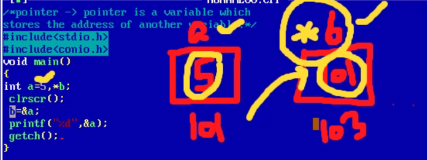 /*pointer -> pointer is a variable which
stores the address of another variable*/
#include<stdio.h>
#include<conio.h>
void main()
{
int a=5,*b;
clrscr();
b=&a;
printf("%d",&a);
getch();
}
a
* b
5
101
101
103